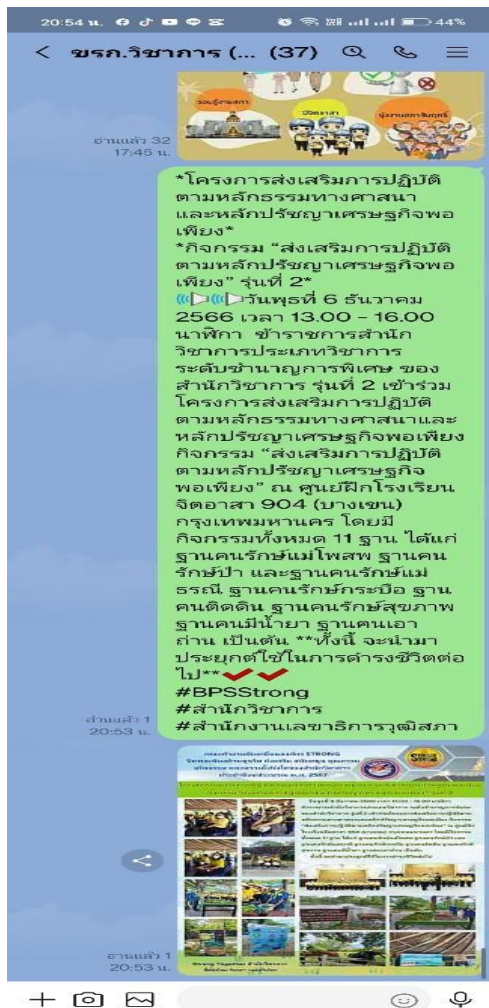 20:54 น.
44%
ขรก.วิชาการ (... (37)
รอบรู้งานสภา
มีจิตอาสา
มุ่งงานสัมฤทธิ์
อ่านแล้ว 32
17:45 น.
*โครงการส่งเสริมการปฏิบัติ
ตามหลักธรรมทางศาสนา
และหลักปรัชญาเศรษฐกิจพอ
เพียง*
*กิจกรรม “ส่งเสริมการปฏิบัติ
ตามหลักปรัชญาเศรษฐกิจพอ
เพียง” รุ่นที่ 2*
วันพุธที่ 6 ธันวาคม
2566 เวลา 13.00 - 16.00
นาฬิกา ข้าราชการสำนัก
วิชาการประเภทวิชาการ
ระดับชำนาญการพิเศษ ของ
สำนักวิชาการ รุ่นที่ 2 เข้าร่วม
โครงการส่งเสริมการปฏิบัติ
ตามหลักธรรมทางศาสนาและ
หลักปรัชญาเศรษฐกิจพอเพียง
กิจกรรม “ส่งเสริมการปฏิบัติ
ตามหลักปรัชญาเศรษฐกิจ
พอเพียง” ณ ศูนย์ฝึกโรงเรียน
จิตอาสา 904 (บางเขน)
กรุงเทพมหานคร โดยมี
กิจกรรมทั้งหมด 11 ฐาน ได้แก่
ฐานคนรักษ์แม่โพสพ ฐานคน
รักษ์ป่า และฐานคนรักษ์แม่
ธรณี ฐานคนรักษ์กระบือ ฐาน
คนติดดิน ฐานคนรักษ์สุขภาพ
ฐานคนมีน้ำยา ฐานคนเอา
ถ่าน เป็นต้น **ทั้งนี้ จะนำมา
ประยุกต์ใช้ในการดำรงชีวิตต่อ
ไป**
#BPSStrong
#สำนักวิชาการ
#สำนักงานเลขาธิการวุฒิสภา
อ่านแล้ว 1
20:53 น.
อ่านแล้ว 1
20:53 น.